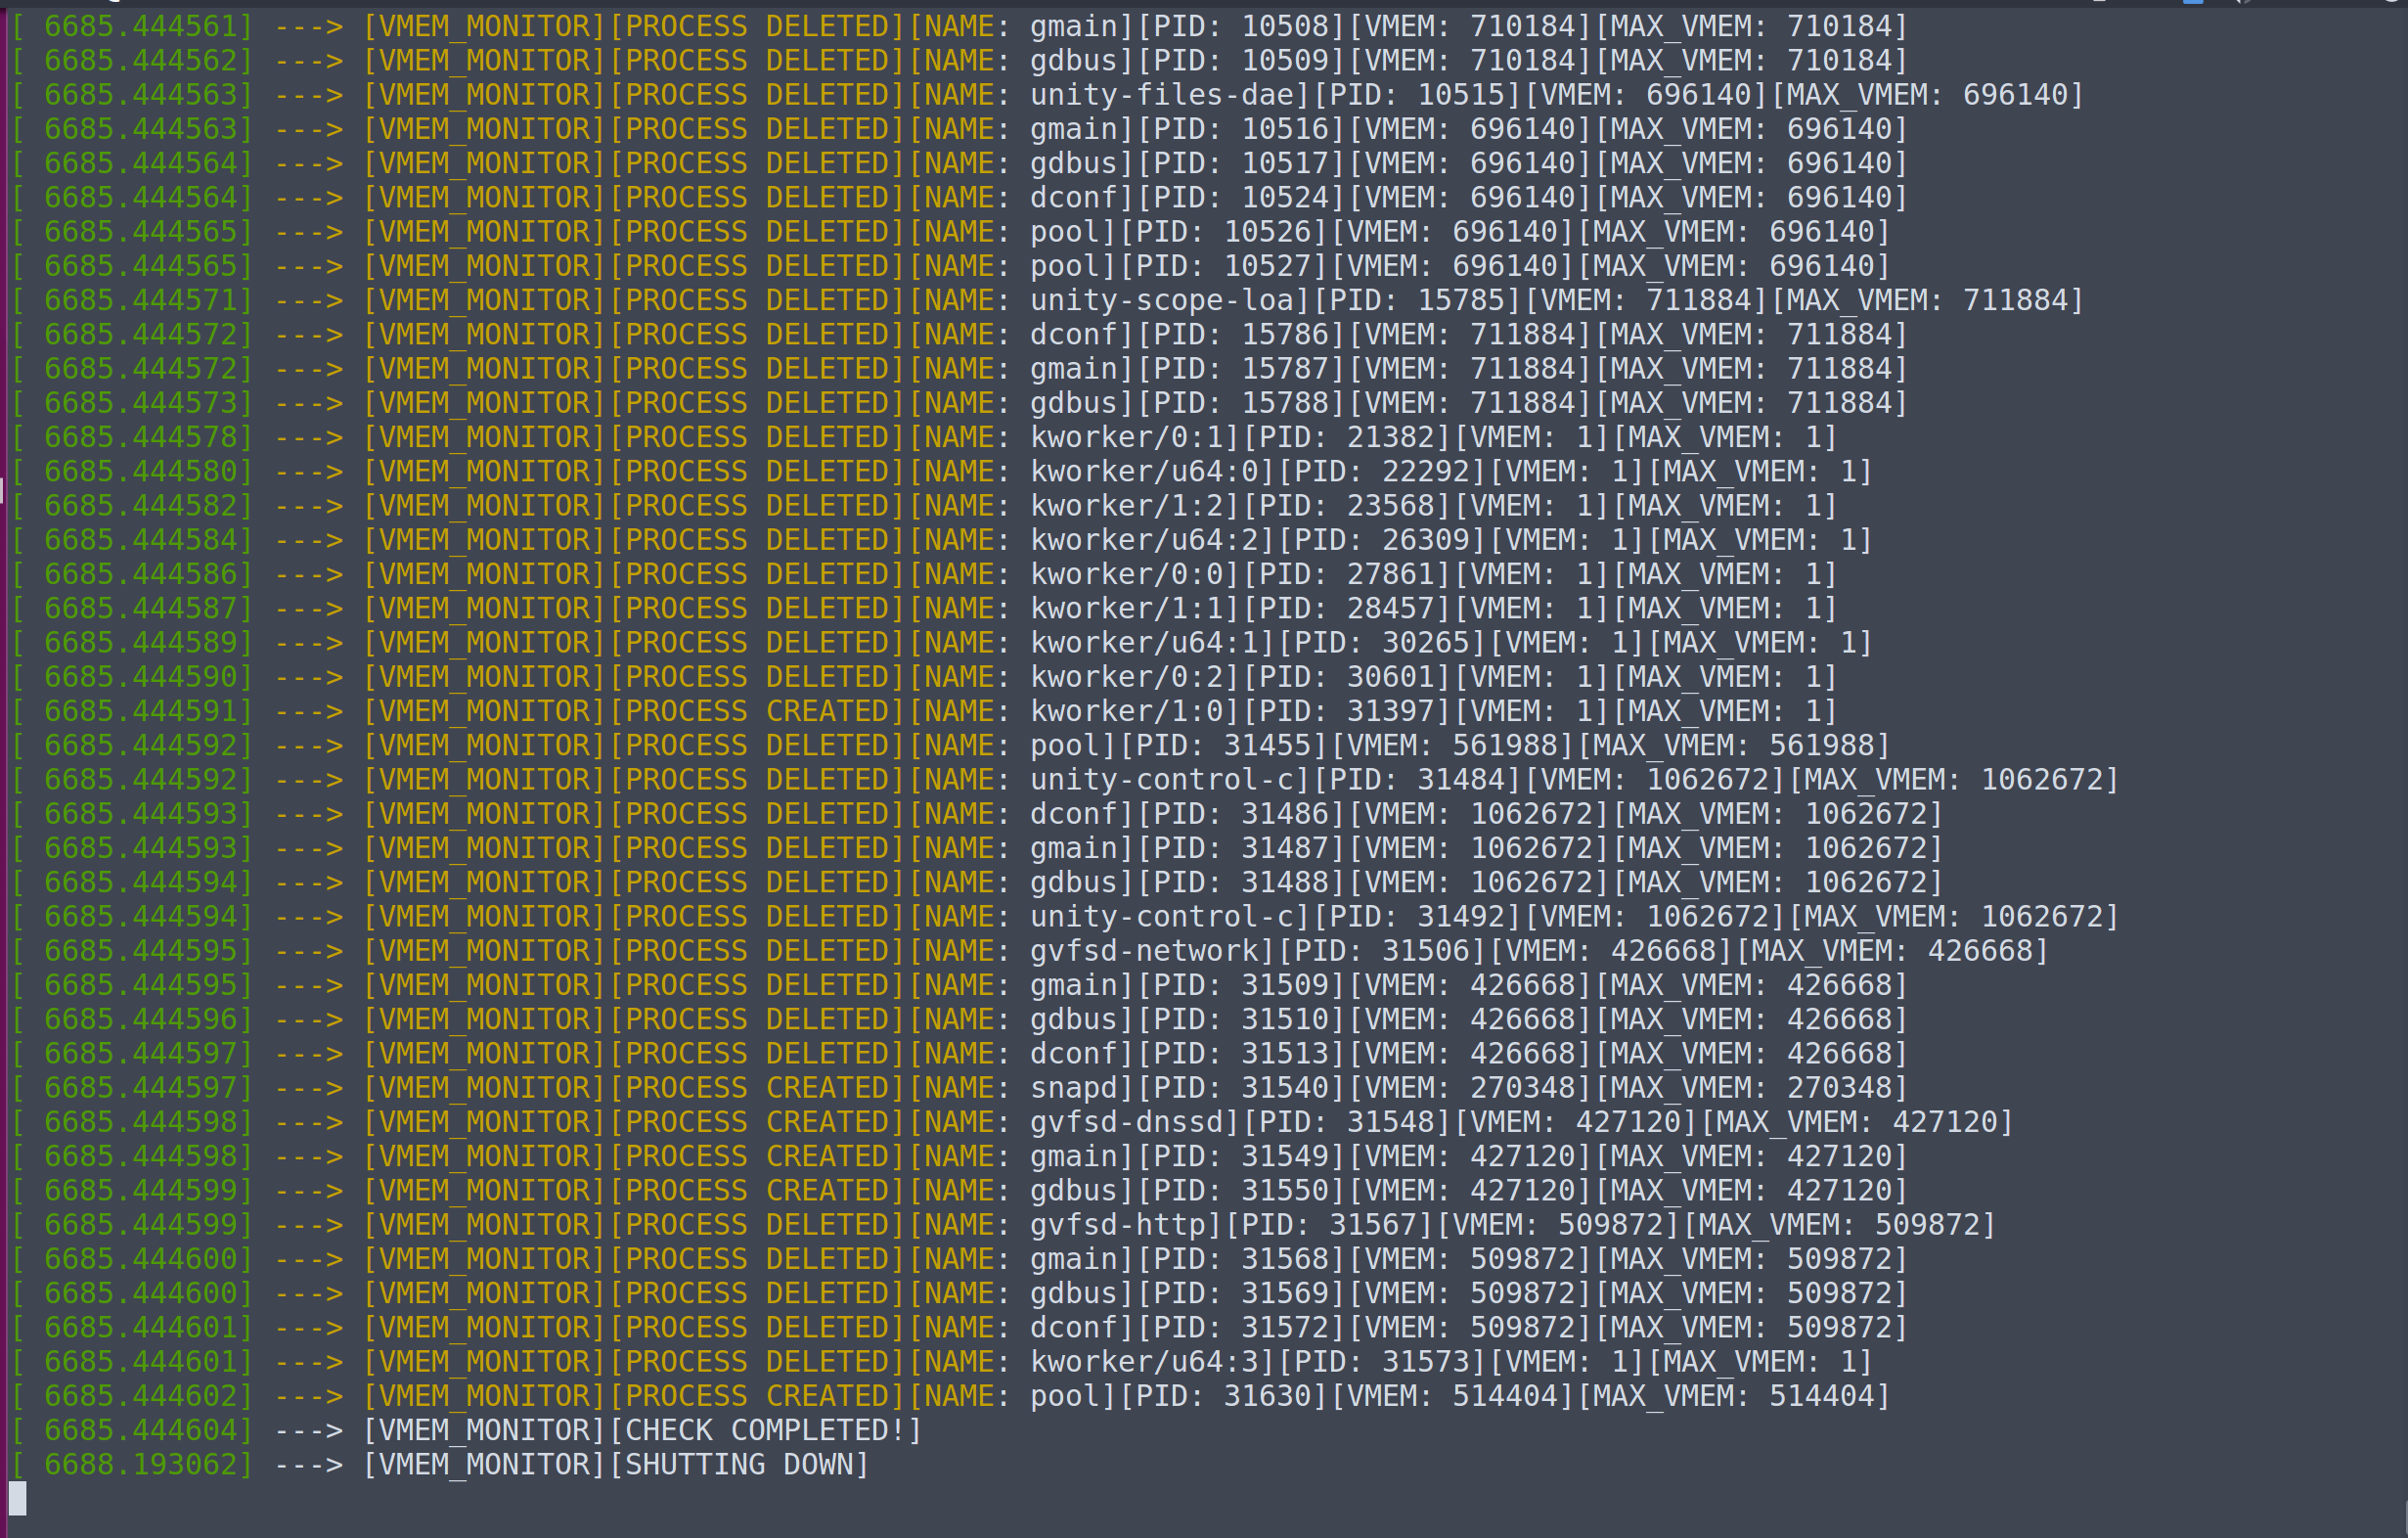 [ 6685.444561] ---> [VMEM_MONITOR][PROCESS DELETED][NAME: gmain][PID: 10508][VMEM: 710184][MAX_VMEM: 710184]
[ 6685.444562] ---> [VMEM_MONITOR][PROCESS DELETED][NAME: gdbus][PID: 10509][VMEM: 710184][MAX_VMEM: 710184]
[ 6685.444563] ---> [VMEM_MONITOR][PROCESS DELETED][NAME: unity-files-dae][PID: 10515][VMEM: 696140][MAX_VMEM: 696140]
[ 6685.444563] ---> [VMEM_MONITOR][PROCESS DELETED][NAME: gmain][PID: 10516][VMEM: 696140][MAX_VMEM: 696140]
[ 6685.444564] ---> [VMEM_MONITOR][PROCESS DELETED][NAME: gdbus][PID: 10517][VMEM: 696140][MAX_VMEM: 696140]
[ 6685.444564] ---> [VMEM_MONITOR][PROCESS DELETED][NAME: dconf][PID: 10524][VMEM: 696140][MAX_VMEM: 696140]
[ 6685.444565] ---> [VMEM_MONITOR][PROCESS DELETED][NAME: pool][PID: 10526][VMEM: 696140][MAX_VMEM: 696140]
[ 6685.444565] ---> [VMEM_MONITOR][PROCESS DELETED][NAME: pool][PID: 10527][VMEM: 696140][MAX_VMEM: 696140]
[ 6685.444571] ---> [VMEM_MONITOR][PROCESS DELETED][NAME: unity-scope-loa][PID: 15785][VMEM: 711884][MAX_VMEM: 711884]
[ 6685.444572] ---> [VMEM_MONITOR][PROCESS DELETED][NAME: dconf][PID: 15786][VMEM: 711884][MAX_VMEM: 711884]
[ 6685.444572] ---> [VMEM_MONITOR][PROCESS DELETED][NAME: gmain][PID: 15787][VMEM: 711884][MAX_VMEM: 711884]
[ 6685.444573] ---> [VMEM_MONITOR][PROCESS DELETED][NAME: gdbus][PID: 15788][VMEM: 711884][MAX_VMEM: 711884]
[ 6685.444578] ---> [VMEM_MONITOR][PROCESS DELETED][NAME: kworker/0:1][PID: 21382][VMEM: 1][MAX_VMEM: 1]
[ 6685.444580] ---> [VMEM_MONITOR][PROCESS DELETED][NAME: kworker/u64:0][PID: 22292][VMEM: 1][MAX_VMEM: 1]
[ 6685.444582] ---> [VMEM_MONITOR][PROCESS DELETED][NAME: kworker/1:2][PID: 23568][VMEM: 1][MAX_VMEM: 1]
[ 6685.444584] ---> [VMEM_MONITOR][PROCESS DELETED][NAME: kworker/u64:2][PID: 26309][VMEM: 1][MAX_VMEM: 1]
[ 6685.444586] ---> [VMEM_MONITOR][PROCESS DELETED][NAME: kworker/0:0][PID: 27861][VMEM: 1][MAX_VMEM: 1]
[ 6685.444587] ---> [VMEM_MONITOR][PROCESS DELETED][NAME: kworker/1:1][PID: 28457][VMEM: 1][MAX_VMEM: 1]
[ 6685.444589] ---> [VMEM_MONITOR][PROCESS DELETED][NAME: kworker/u64:1][PID: 30265][VMEM: 1][MAX_VMEM: 1]
[ 6685.444590] ---> [VMEM_MONITOR][PROCESS DELETED][NAME: kworker/0:2][PID: 30601][VMEM: 1][MAX_VMEM: 1]
[ 6685.444591] ---> [VMEM_MONITOR][PROCESS CREATED][NAME: kworker/1:0][PID: 31397][VMEM: 1][MAX_VMEM: 1]
[ 6685.444592] ---> [VMEM_MONITOR][PROCESS DELETED][NAME: pool][PID: 31455][VMEM: 561988][MAX_VMEM: 561988]
[ 6685.444592] ---> [VMEM_MONITOR][PROCESS DELETED][NAME: unity-control-c][PID: 31484][VMEM: 1062672][MAX_VMEM: 1062672]
[ 6685.444593] ---> [VMEM_MONITOR][PROCESS DELETED][NAME: dconf][PID: 31486][VMEM: 1062672][MAX_VMEM: 1062672]
[ 6685.444593] ---> [VMEM_MONITOR][PROCESS DELETED][NAME: gmain][PID: 31487][VMEM: 1062672][MAX_VMEM: 1062672]
[ 6685.444594] ---> [VMEM_MONITOR][PROCESS DELETED][NAME: gdbus][PID: 31488][VMEM: 1062672][MAX_VMEM: 1062672]
[ 6685.444594] ---> [VMEM_MONITOR][PROCESS DELETED][NAME: unity-control-c][PID: 31492][VMEM: 1062672][MAX_VMEM: 1062672]
[ 6685.444595] ---> [VMEM_MONITOR][PROCESS DELETED][NAME: gvfsd-network][PID: 31506][VMEM: 426668][MAX_VMEM: 426668]
[ 6685.444595] ---> [VMEM_MONITOR][PROCESS DELETED][NAME: gmain][PID: 31509][VMEM: 426668][MAX_VMEM: 426668]
[ 6685.444596] ---> [VMEM_MONITOR][PROCESS DELETED][NAME: gdbus][PID: 31510][VMEM: 426668][MAX_VMEM: 426668]
[ 6685.444597] ---> [VMEM_MONITOR][PROCESS DELETED][NAME: dconf][PID: 31513][VMEM: 426668][MAX_VMEM: 426668]
[ 6685.444597] ---> [VMEM_MONITOR][PROCESS CREATED][NAME: snapd][PID: 31540][VMEM: 270348][MAX_VMEM: 270348]
[ 6685.444598] ---> [VMEM_MONITOR][PROCESS CREATED][NAME: gvfsd-dnssd][PID: 31548][VMEM: 427120][MAX_VMEM: 427120]
[ 6685.444598] ---> [VMEM_MONITOR][PROCESS CREATED][NAME: gmain][PID: 31549][VMEM: 427120][MAX_VMEM: 427120]
[ 6685.444599] ---> [VMEM_MONITOR][PROCESS CREATED][NAME: gdbus][PID: 31550][VMEM: 427120][MAX_VMEM: 427120]
[ 6685.444599] ---> [VMEM_MONITOR][PROCESS DELETED][NAME: gvfsd-http][PID: 31567][VMEM: 509872][MAX_VMEM: 509872]
[ 6685.444600] ---> [VMEM_MONITOR][PROCESS DELETED][NAME: gmain][PID: 31568][VMEM: 509872][MAX_VMEM: 509872]
[ 6685.444600] ---> [VMEM_MONITOR][PROCESS DELETED][NAME: gdbus][PID: 31569][VMEM: 509872][MAX_VMEM: 509872]
[ 6685.444601] ---> [VMEM_MONITOR][PROCESS DELETED][NAME: dconf][PID: 31572][VMEM: 509872][MAX_VMEM: 509872]
[ 6685.444601] ---> [VMEM_MONITOR][PROCESS DELETED][NAME: kworker/u64:3][PID: 31573][VMEM: 1][MAX_VMEM: 1]
[ 6685.444602] ---> [VMEM_MONITOR][PROCESS CREATED][NAME: pool][PID: 31630][VMEM: 514404][MAX_VMEM: 514404]
[ 6685.444604] ---> [VMEM_MONITOR][CHECK COMPLETED!]
[ 6688.193062] ---> [VMEM_MONITOR][SHUTTING DOWN]